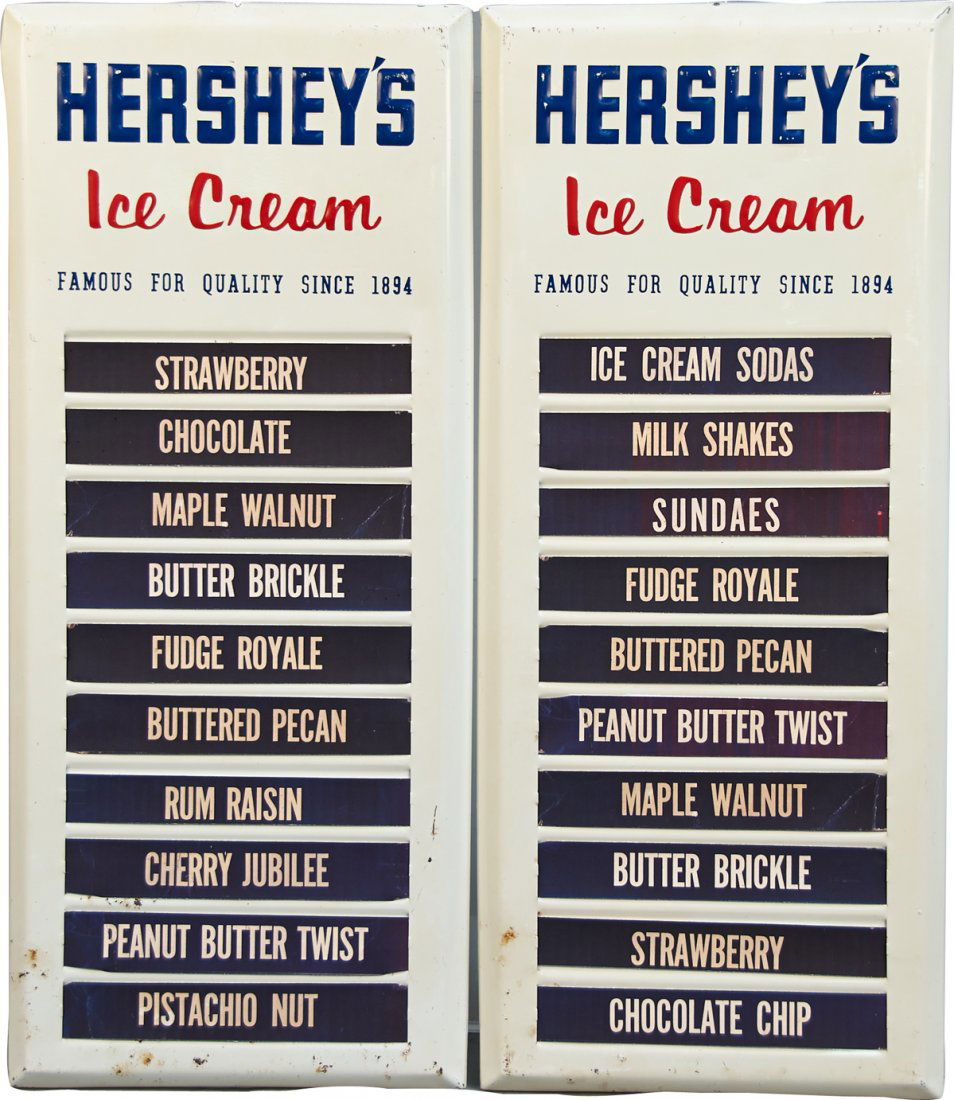 HERSHEY'S
Ice Cream
FAMOUS FOR QUALITY SINCE 1894
STRAWBERRY
CHOCOLATE
MAPLE WALNUT
BUTTER BRICKLE
FUDGE ROYALE
BUTTERED PECAN
RUM RAISIN
CHERRY JUBILEE
PEANUT BUTTER TWIST
PISTACHIO NUT
HERSHEY'S
Ice Cream
FAMOUS FOR QUALITY SINCE 1894
ICE CREAM SODAS
MILK SHAKES
SUNDAES
FUDGE ROYALE
BUTTERED PECAN
PEANUT BUTTER TWIST
MAPLE WALNUT
BUTTER BRICKLE
STRAWBERRY
CHOCOLATE CHIP